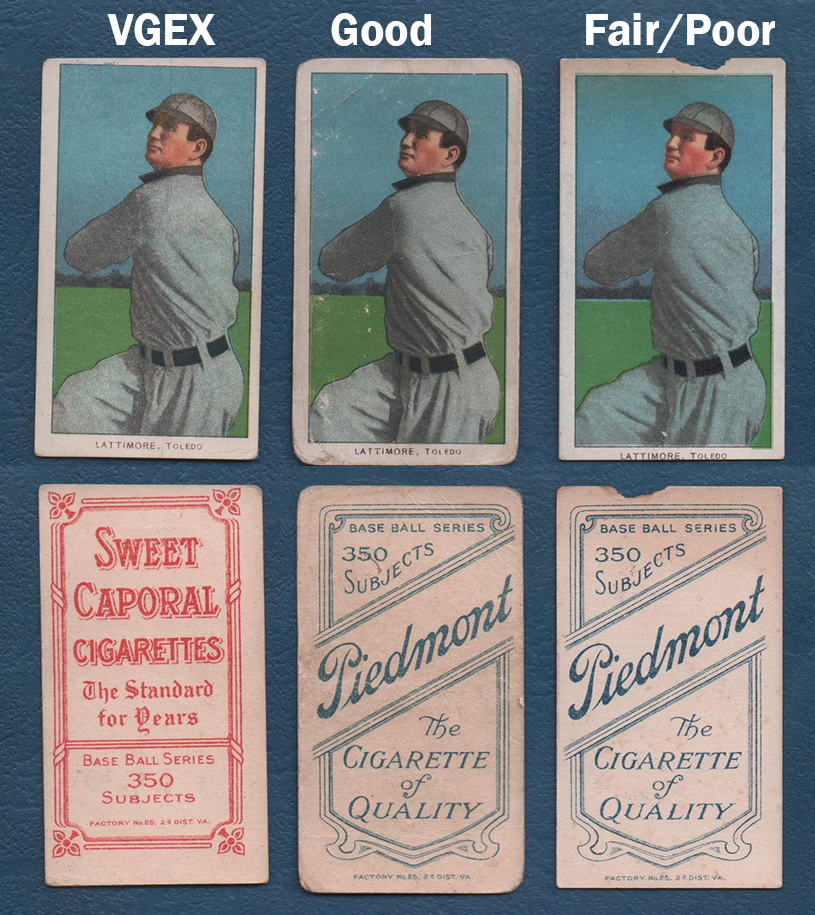 VGEX
Good
Fair/Poor
LATTIMORE, TOLEDO
LATTIMORE, TOLEDO
LATTIMORE, TOLEDO
SWEET
CAPORAL
CIGARETTES
The Standard
for Years
BASE BALL SERIES
350
SUBJECTS
FACTORY No.25, 2d DIST. VA.
BASE BALL SERIES
350
SUBJECTS
Piedmont
The
CIGARETTE
of
QUALITY
FACTORY No.25, 2d DIST. VA.
BASE BALL SERIES
350
SUBJECTS
Piedmont
The
CIGARETTE
of
QUALITY
FACTORY No.25, 2d DIST. VA.